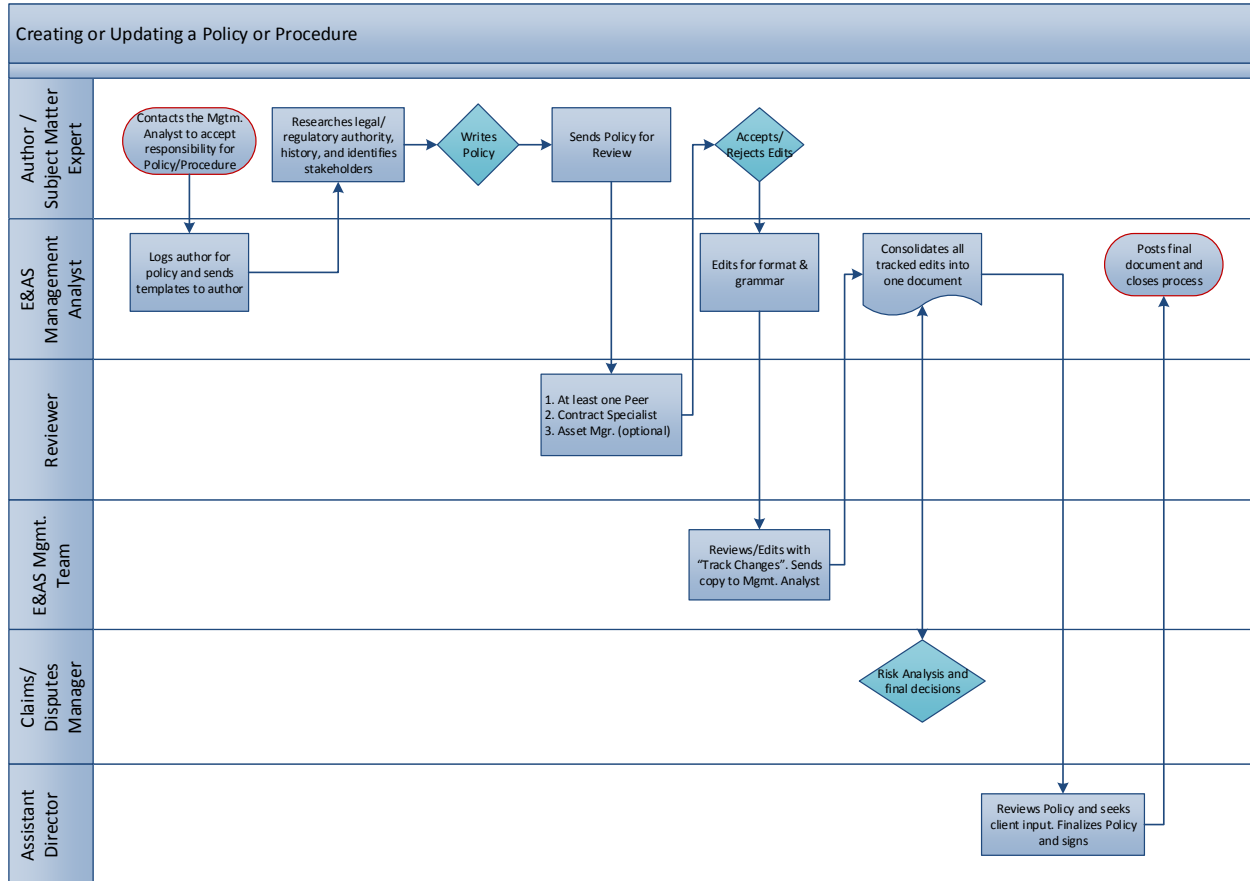 Creating or Updating a Policy or Procedure
Author /
Subject Matter
Expert
Contacts the Mgtm.
Analyst to accept
responsibility for
Policy/Procedure
Researches legal/
regulatory authority,
history, and identifies
stakeholders
Writes
Policy
Sends Policy for
Review
Accepts/
Rejects Edits
E&AS
Management
Analyst
Logs author for
policy and sends
templates to author
Edits for format &
grammar
Consolidates all
tracked edits into
one document
Posts final
document and
closes process
Reviewer
1. At least one Peer
2. Contract Specialist
3. Asset Mgr. (optional)
E&AS Mgmt.
Team
Reviews/Edits with
“Track Changes”. Sends
copy to Mgmt. Analyst
Claims/
Disputes
Manager
Risk Analysis and
final decisions
Assistant
Director
Reviews Policy and seeks
client input. Finalizes Policy
and signs